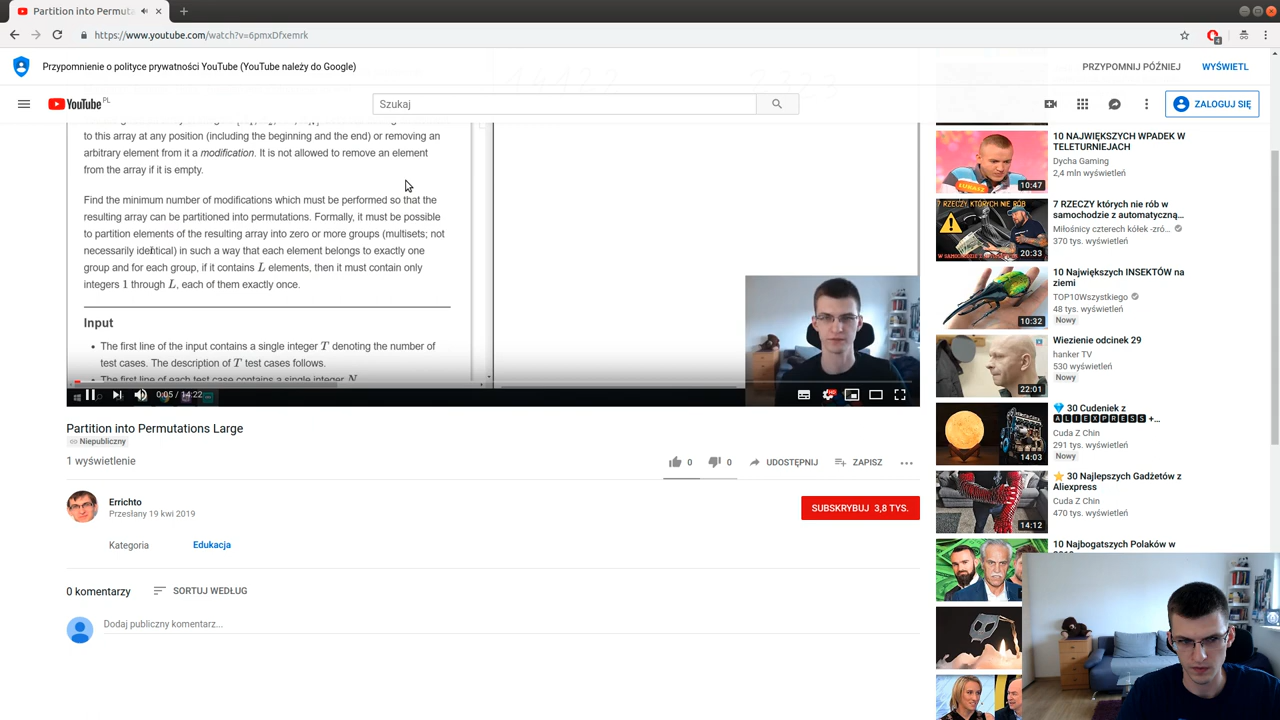 Partition into Permuta
https://www.youtube.com/watch?v=6pmxDfxemrk
4
Przypomnienie o polityce prywatności YouTube (YouTube należy do Google)
PRZYPOMNIJ PÓŹNIEJ
WYŚWIETL
YouTube PL
Szukaj
ZALOGUJ SIĘ
to this array at any position (including the beginning and the end) or removing an
arbitrary element from it a modification. It is not allowed to remove an element
from the array if it is empty.
Find the minimum number of modifications which must be performed so that the
resulting array can be partitioned into permutations. Formally, it must be possible
to partition elements of the resulting array into zero or more groups (multisets; not
necessarily identical) in such a way that each element belongs to exactly one
group and for each group, if it contains L elements, then it must contain only
integers 1 through L, each of them exactly once.
Input
• The first line of the input contains a single integer T denoting the number of
test cases. The description of T test cases follows.
• The first line of each test case contains a single integer N
0:05 / 14:22
HD
Partition into Permutations Large
Niepubliczny
1 wyświetlenie
0
0
UDOSTĘPNIJ
ZAPISZ
Errichto
Przesłany 19 kwi 2019
SUBSKRYBUJ 3,8 TYS.
Kategoria
Edukacja
0 komentarzy
SORTUJ WEDŁUG
Dodaj publiczny komentarz...
10 NAJWIĘKSZYCH WPADEK W
TELETURNIEJACH
Dycha Gaming
2,4 mln wyświetleń
10:47
7 RZECZY, KTÓRYCH NIE RÓB
7 RZECZY których nie rób w
samochodzie z automatyczną...
Miłośnicy czterech kółek -zró...
370 tys. wyświetleń
20:33
10 Największych INSEKTÓW na
ziemi
TOP10Wszystkiego
48 tys. wyświetleń
Nowy
10:32
Wiezienie odcinek 29
hanker TV
530 wyświetleń
Nowy
22:01
💎 30 Cudeniek z
ALIEXPRESS +...
Cuda Z Chin
291 tys. wyświetleń
Nowy
14:03
⭐ 30 Najlepszych Gadżetów z
Aliexpress
Cuda Z Chin
470 tys. wyświetleń
14:12
10 Najbogatszych Polaków w